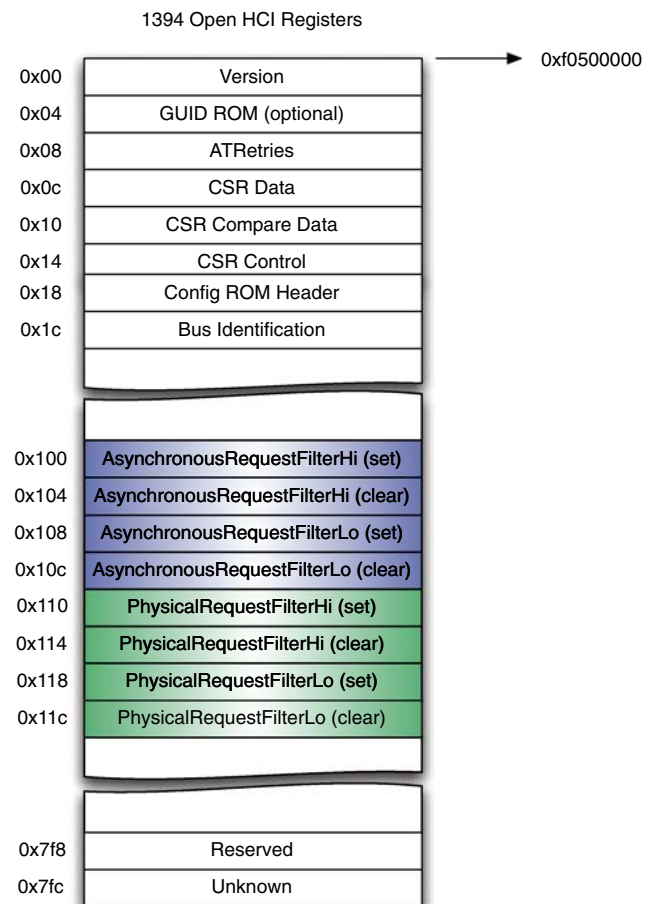 1394 Open HCI Registers
0xf0500000
0x00 Version
0x04 GUID ROM (optional)
0x08 ATRetries
0x0c CSR Data
0x10 CSR Compare Data
0x14 CSR Control
0x18 Config ROM Header
0x1c Bus Identification
0x100 AsynchronousRequestFilterHi (set)
0x104 AsynchronousRequestFilterHi (clear)
0x108 AsynchronousRequestFilterLo (set)
0x10c AsynchronousRequestFilterLo (clear)
0x110 PhysicalRequestFilterHi (set)
0x114 PhysicalRequestFilterHi (clear)
0x118 PhysicalRequestFilterLo (set)
0x11c PhysicalRequestFilterLo (clear)
0x7f8 Reserved
0x7fc Unknown